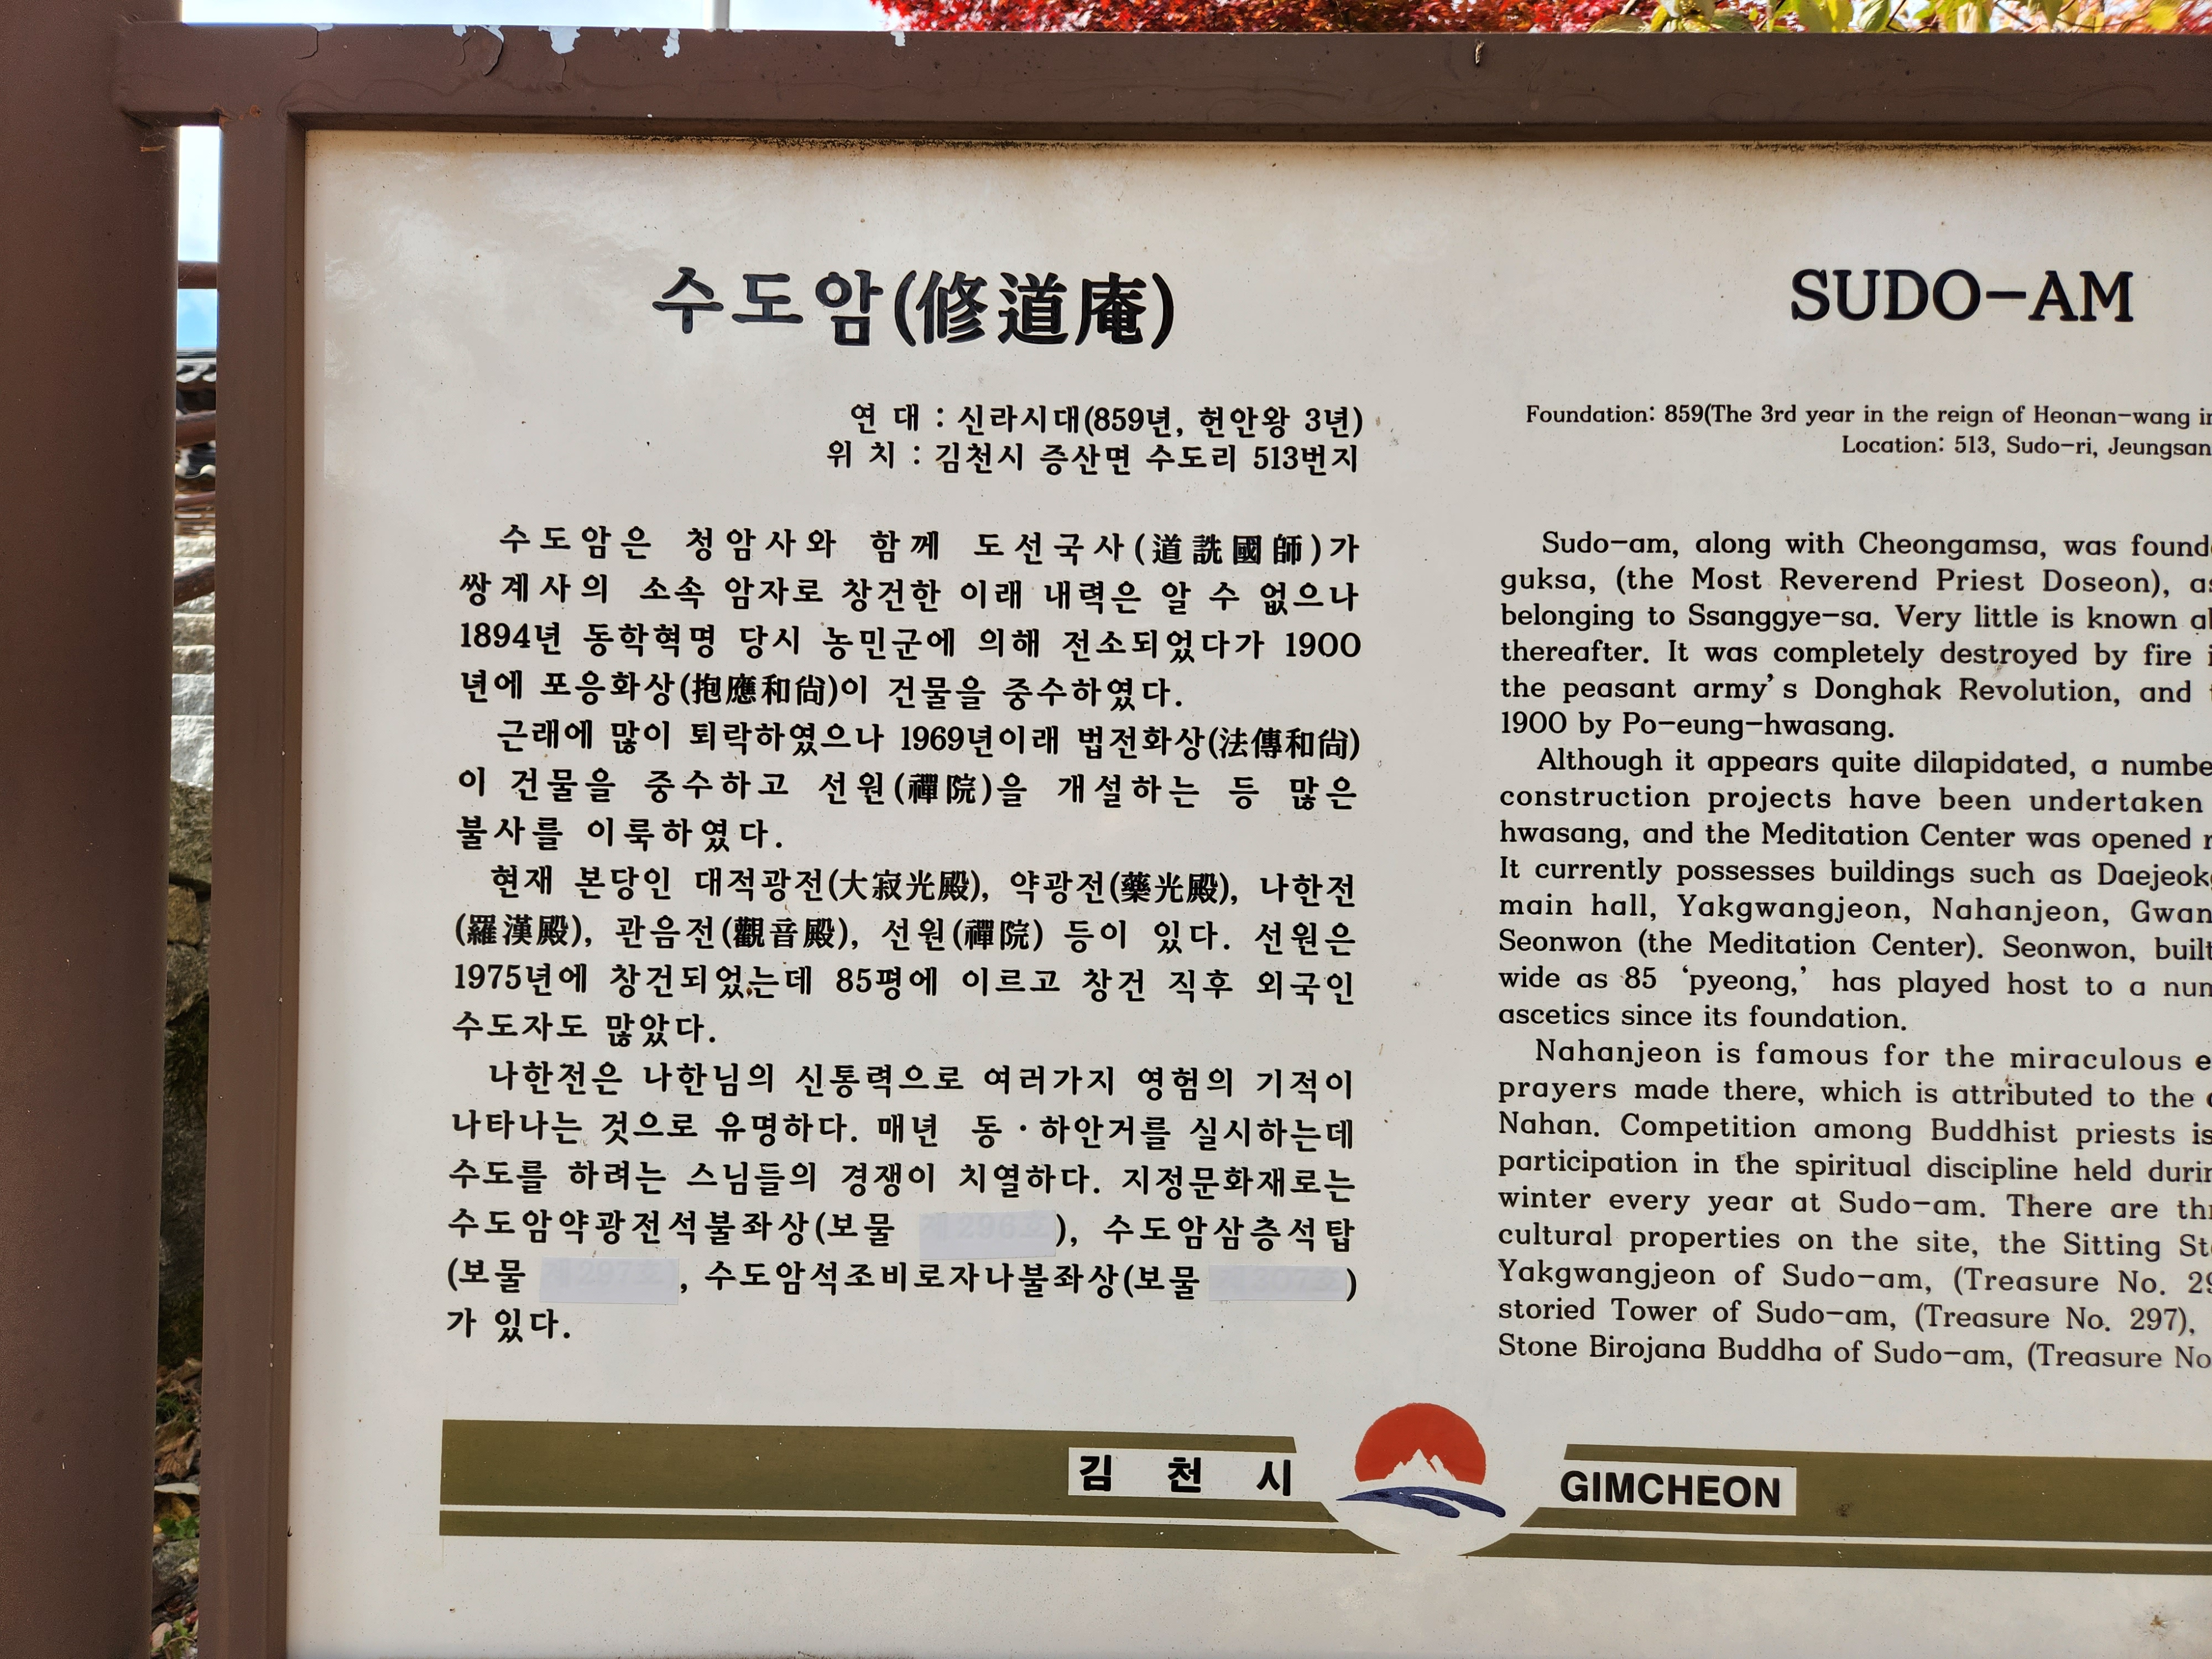 수도암(修道庵)
연 대 : 신라시대(859년, 헌안왕 3년)
위 치 : 김천시 증산면 수도리 513번지
수도암은 청암사와 함께 도선국사(道詵國師)가
쌍계사의 소속 암자로 창건한 이래 내력은 알 수 없으나
1894년 동학혁명 당시 농민군에 의해 전소되었다가 1900
년에 포응화상(抱應和尙)이 건물을 중수하였다.
근래에 많이 퇴락하였으나 1969년이래 법전화상(法傳和尙)
이 건물을 중수하고 선원(禪院)을 개설하는 등 많은
불사를 이룩하였다.
현재 본당인 대적광전(大寂光殿), 약광전(藥光殿), 나한전
(羅漢殿), 관음전(觀音殿), 선원(禪院) 등이 있다. 선원은
1975년에 창건되었는데 85평에 이르고 창건 직후 외국인
수도자도 많았다.
나한전은 나한님의 신통력으로 여러가지 영험의 기적이
나타나는 것으로 유명하다. 매년 동·하안거를 실시하는데
수도를 하려는 스님들의 경쟁이 치열하다. 지정문화재로는
수도암약광전석불좌상(보물 제296호), 수도암삼층석탑
(보물 제297호), 수도암석조비로자나불좌상(보물 제307호)
가 있다.
SUDO-AM
Foundation: 859(The 3rd year in the reign of Heonan-wang in
Location: 513, Sudo-ri, Jeungsan
Sudo-am, along with Cheongamsa, was found
guksa, (the Most Reverend Priest Doseon), as
belonging to Ssanggye-sa. Very little is known
thereafter. It was completely destroyed by fire
the peasant army's Donghak Revolution, and
1900 by Po-eung-hwasang.
Although it appears quite dilapidated, a numbe
construction projects have been undertaken
hwasang, and the Meditation Center was opened
It currently possesses buildings such as Daejeok
main hall, Yakgwangjeon, Nahanjeon, Gwan
Seonwon (the Meditation Center). Seonwon, built
wide as 85 'pyeong,' has played host to a num
ascetics since its foundation.
Nahanjeon is famous for the miraculous
prayers made there, which is attributed to the
Nahan. Competition among Buddhist priests is
participation in the spiritual discipline held durin
winter every year at Sudo-am. There are thr
cultural properties on the site, the Sitting St
Yakgwangjeon of Sudo-am, (Treasure No. 29
storied Tower of Sudo-am, (Treasure No. 297),
Stone Birojana Buddha of Sudo-am, (Treasure No
김 천 시
GIMCHEON